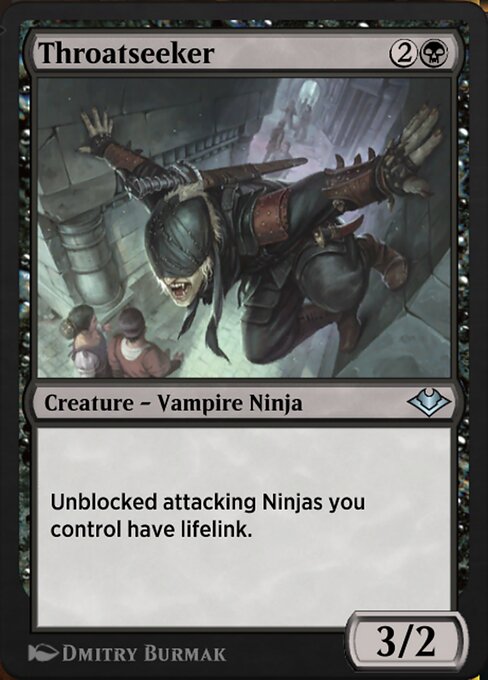 Throatseeker 2
Creature – Vampire Ninja
Unblocked attacking Ninjas you
control have lifelink.
3/2
Dmitry Burmak